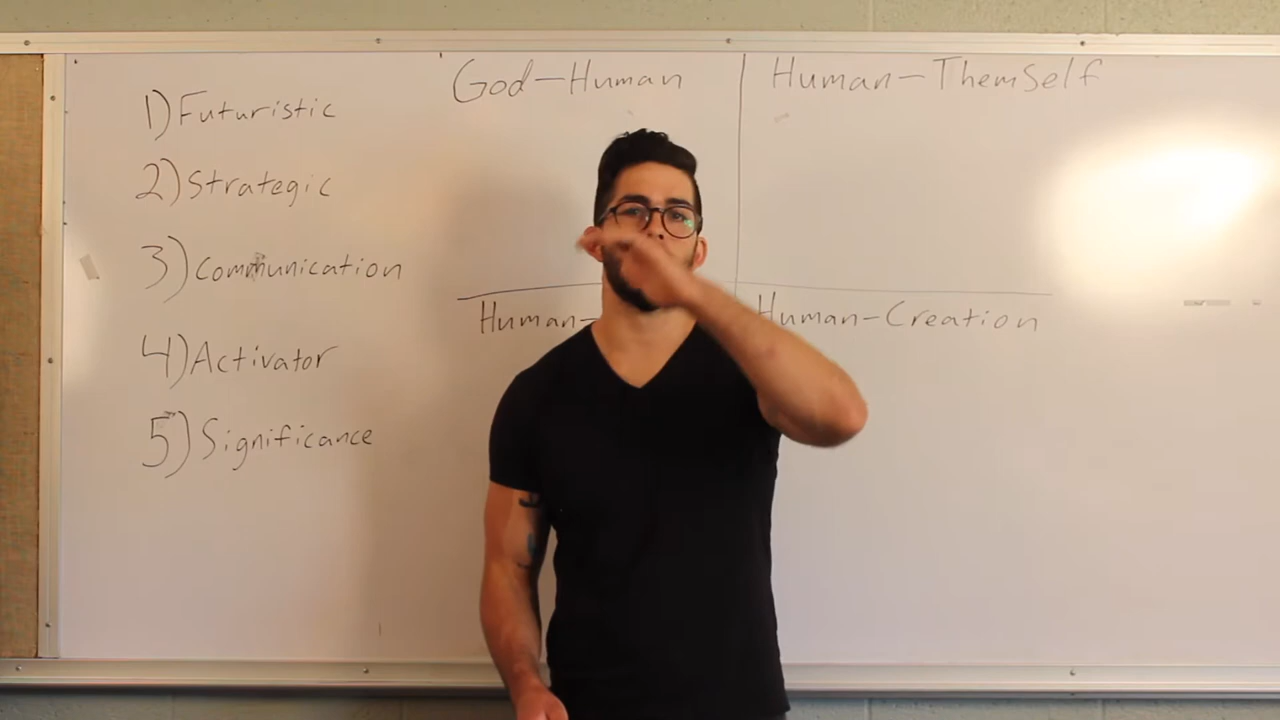 1) Futuristic
2) Strategic
3) Communication
4) Activator
5) Significance
God-Human
Human-Themself
Human-
Human-Creation